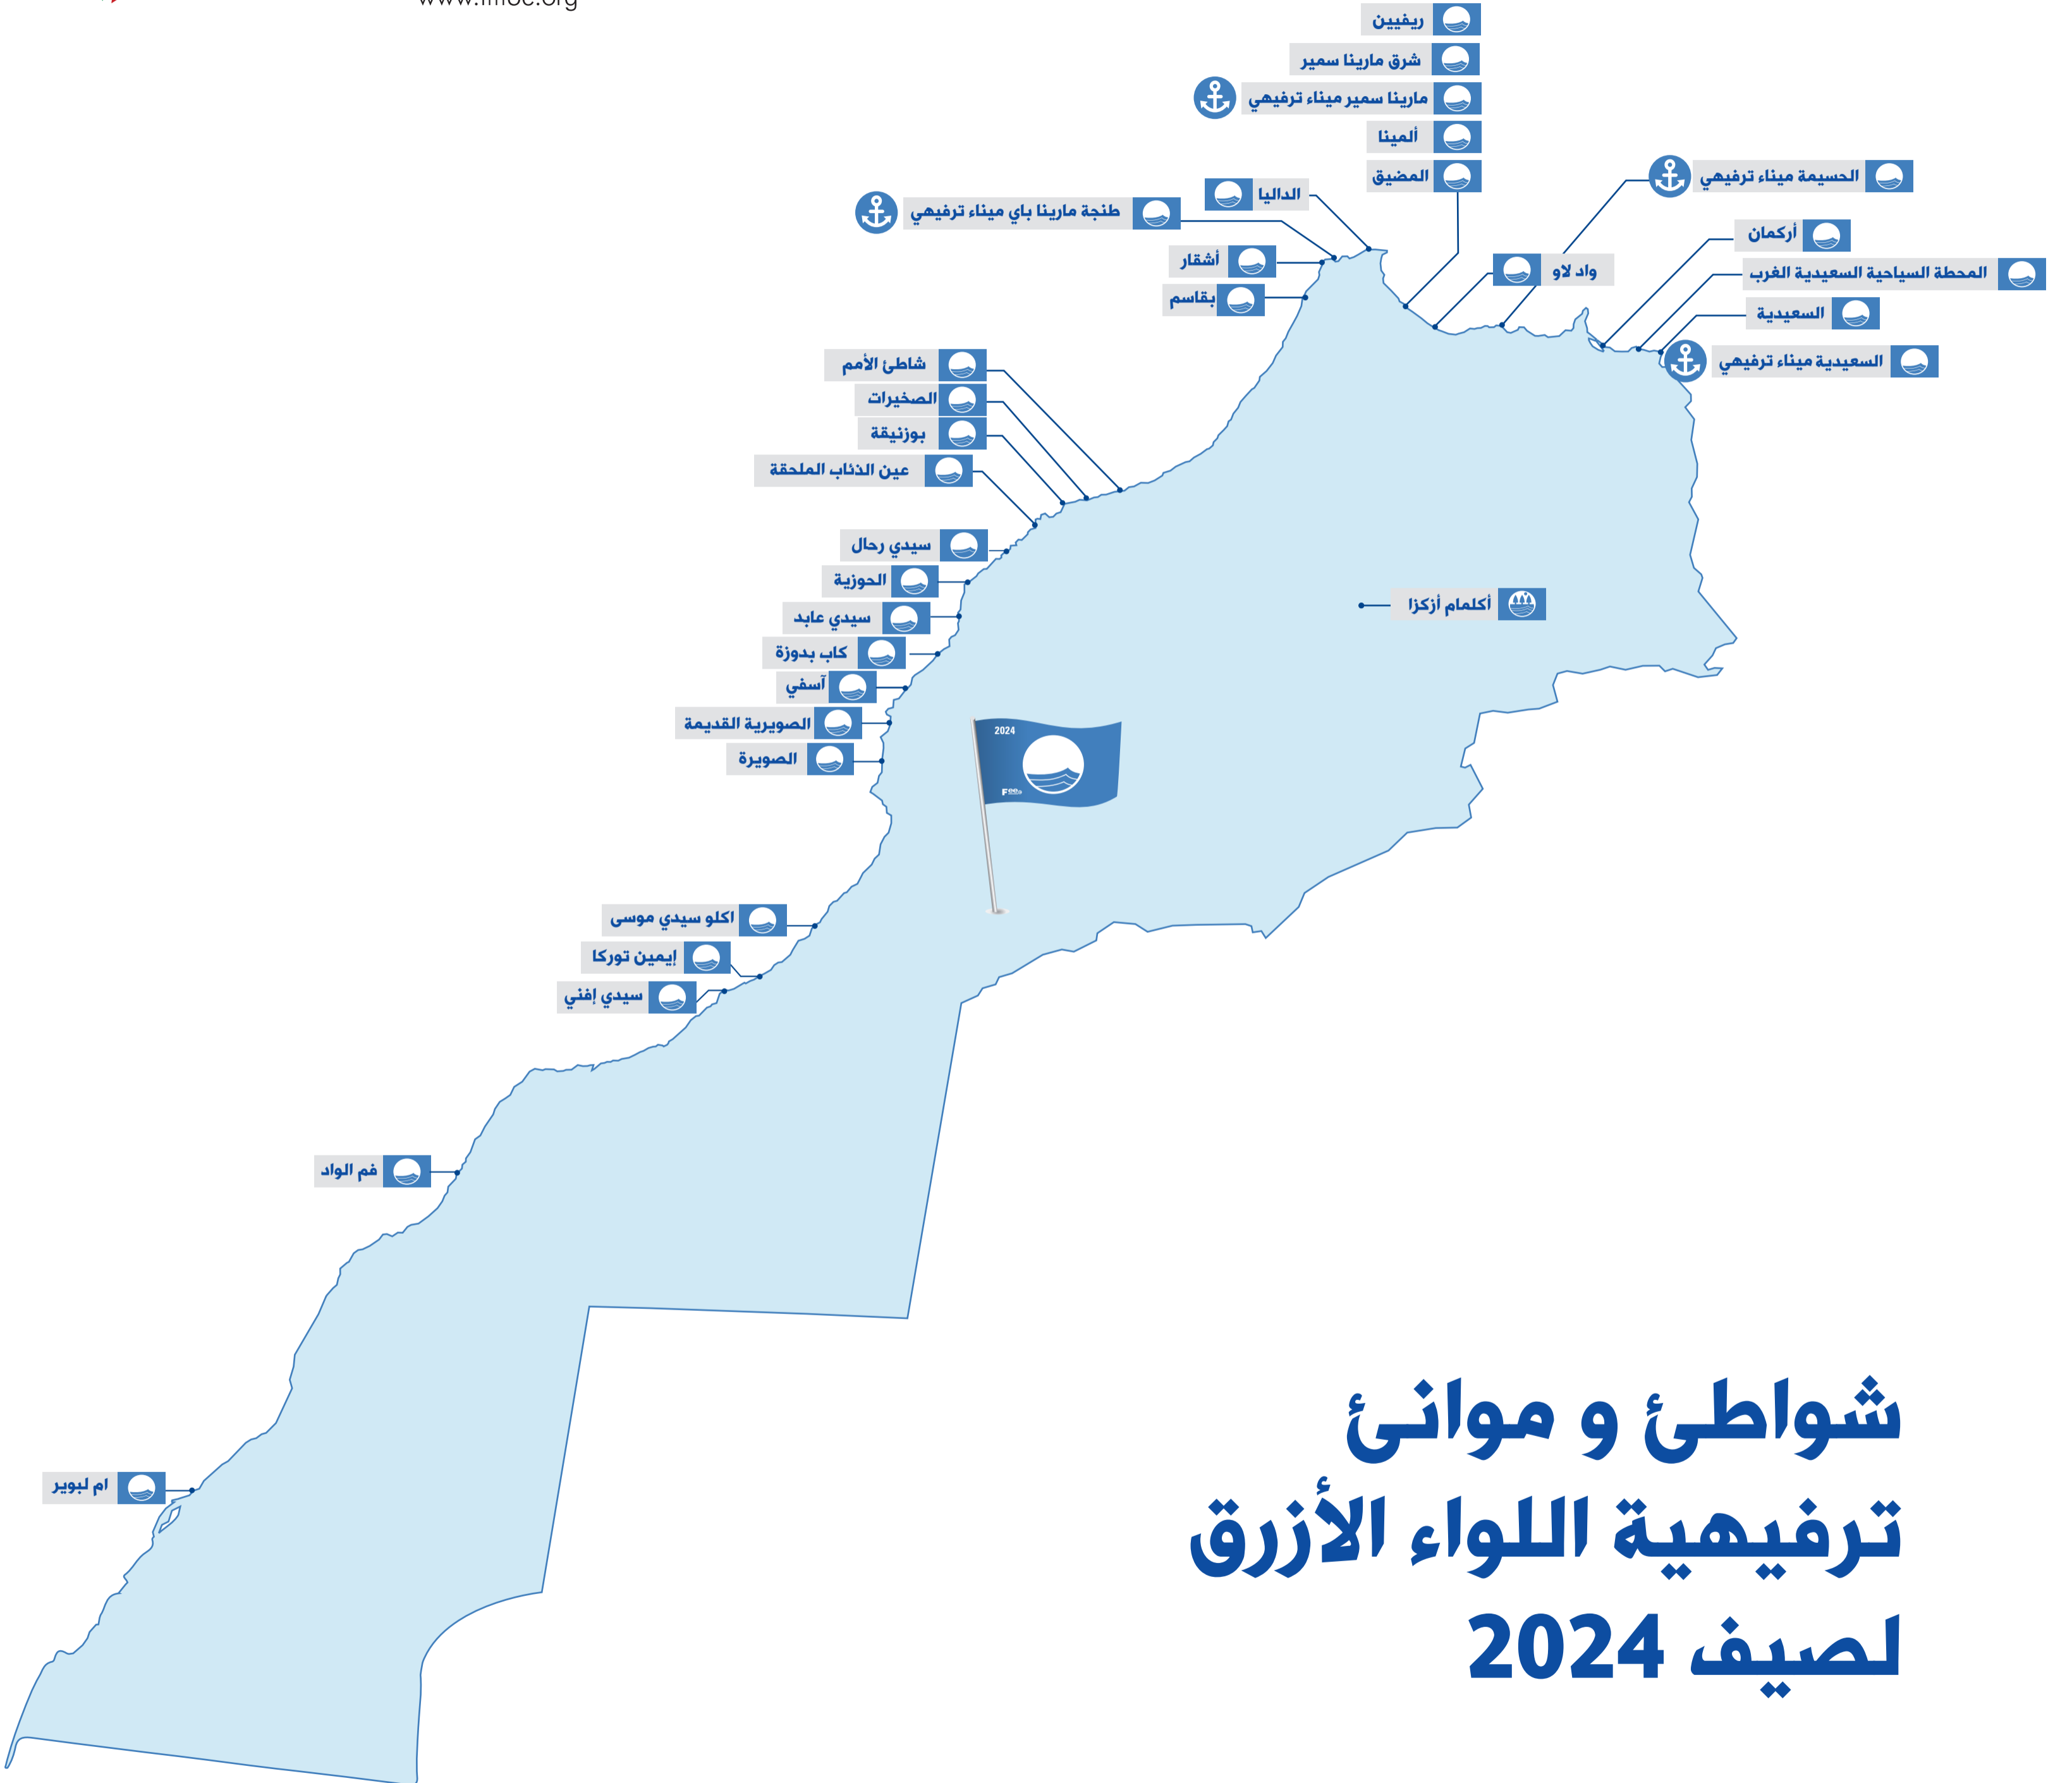 ريفيين
شرق مارينا سمير
مارينا سمير ميناء ترفيهي
ألمينا
المضيق
الحسيمة ميناء ترفيهي
الداليا
طنجة مارينا باي ميناء ترفيهي
أشقار
بقاسم
واد لاو
أركمان
المحطة السياحية السعيدية الغرب
السعيدية
السعيدية ميناء ترفيهي
شاطئ الأمم
الصخيرات
بوزنيقة
عين الذئاب الملحقة
سيدي رحال
الحوزية
سيدي عابد
كاب بدوزة
آسفي
الصويرية القديمة
الصويرة
أكلمام أزكزا
2024
Fee
اكلو سيدي موسى
إيمين توركا
سيدي إفني
فم الواد
ام لبوير
شواطئ و موانئ
ترفيهية اللواء الأزرق
لصيف 2024